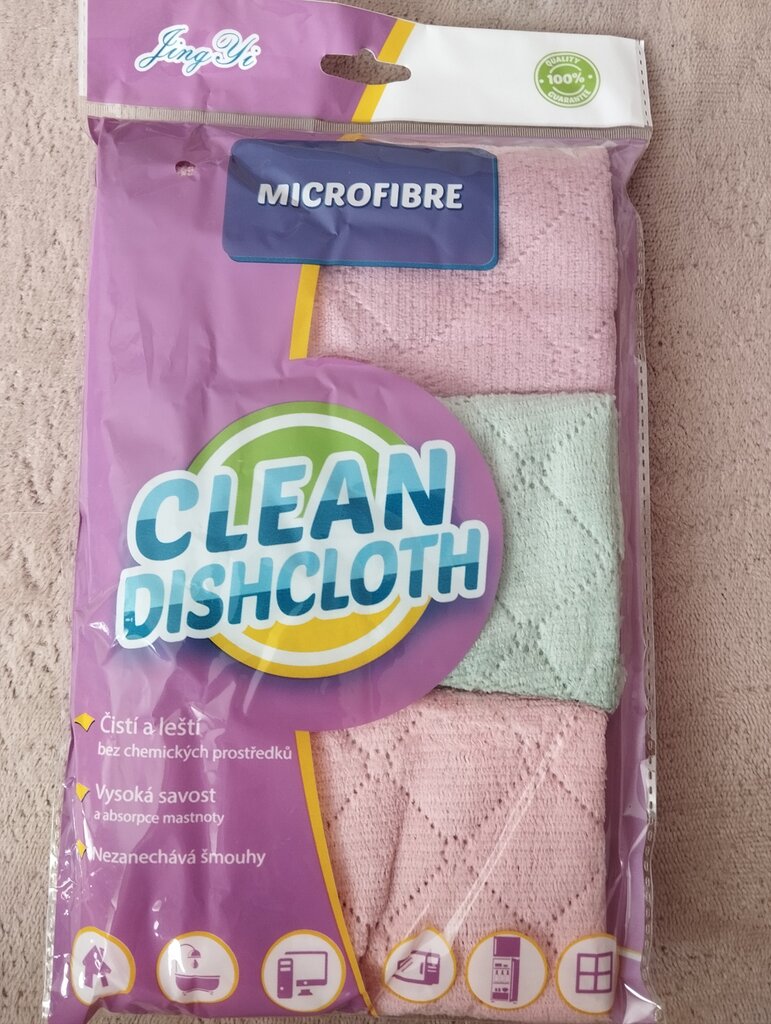 Jing Yi
QUALITY
100%
GUARANTEE
MICROFIBRE
CLEAN
DISHCLOTH
Čistí a leští
bez chemických prostředků
Vysoká savost
a absorpce mastnoty
Nezanechává šmouhy